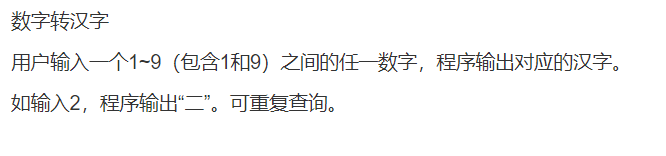 数字转汉字
用户输入一个1~9（包含1和9）之间的任一数字，程序输出对应的汉字。
如输入2，程序输出“二”。可重复查询。